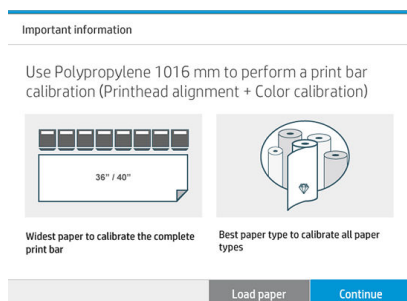 Important information
Use Polypropylene 1016 mm to perform a print bar
calibration (Printhead alignment + Color calibration)
36" / 40"
Widest paper to calibrate the complete
print bar
Best paper type to calibrate all paper
types
Load paper
Continue